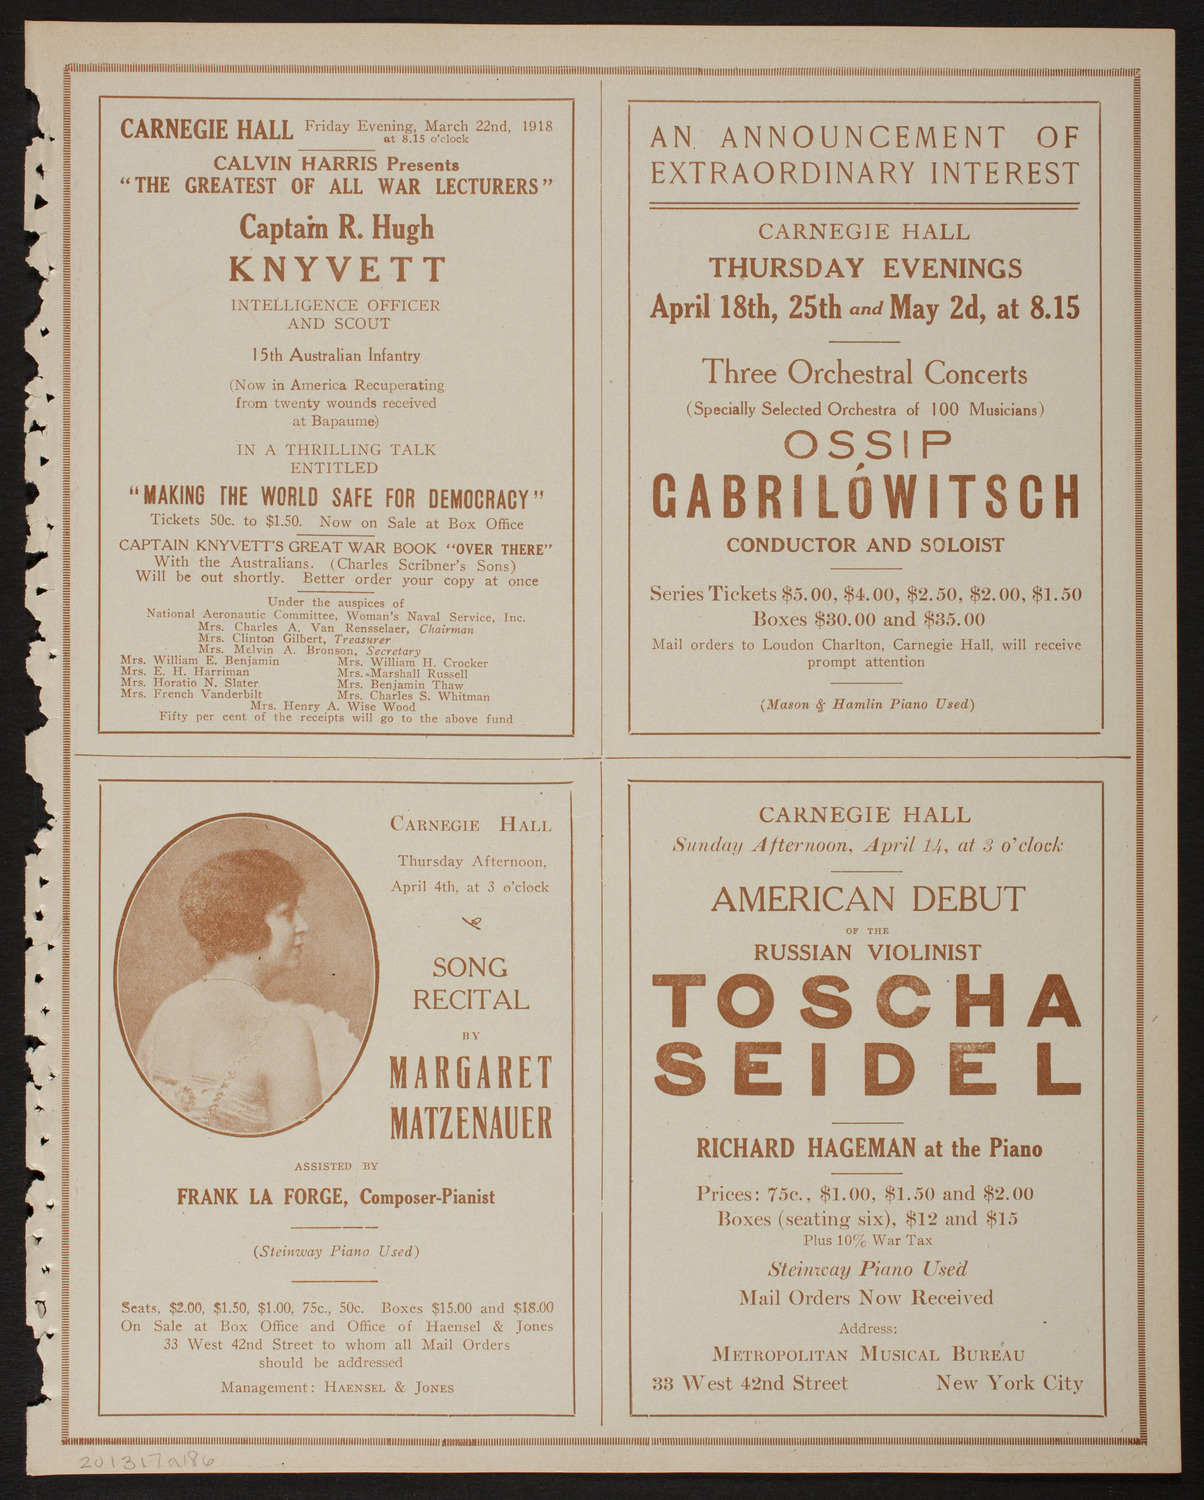 CARNEGIE HALL Friday Evening, March 22nd, 1918
at 8.15 o'clock
CALVIN HARRIS Presents
"THE GREATEST OF ALL WAR LECTURERS"
Captain R. Hugh
KNYVETT
INTELLIGENCE OFFICER
AND SCOUT
15th Australian Infantry
(Now in America Recuperating
from twenty wounds received
at Bapaume)
IN A THRILLING TALK
ENTITLED
"MAKING THE WORLD SAFE FOR DEMOCRACY"
Tickets 50c. to $1.50. Now on Sale at Box Office
CAPTAIN KNYVETT'S GREAT WAR BOOK "OVER THERE"
With the Australians. (Charles Scribner's Sons)
Will be out shortly. Better order your copy at once
Under the auspices of
National Aeronautic Committee, Woman's Naval Service, Inc.
Mrs. Charles A. Van Rensselaer, Chairman
Mrs. Clinton Gilbert, Treasurer
Mrs. Melvin A. Bronson, Secretary
Mrs. William E. Benjamin Mrs. William H. Crocker
Mrs. E. H. Harriman Mrs. Marshall Russell
Mrs. Horatio N. Slater Mrs. Benjamin Thaw
Mrs. French Vanderbilt Mrs. Charles S. Whitman
Mrs. Henry A. Wise Wood
Fifty per cent of the receipts will go to the above fund
AN ANNOUNCEMENT OF
EXTRAORDINARY INTEREST
CARNEGIE HALL
THURSDAY EVENINGS
April 18th, 25th and May 2d, at 8.15
Three Orchestral Concerts
(Specially Selected Orchestra of 100 Musicians)
OSSIP
GABRILÓWITSCH
CONDUCTOR AND SOLOIST
Series Tickets $5.00, $4.00, $2.50, $2.00, $1.50
Boxes $30.00 and $35.00
Mail orders to Loudon Charlton, Carnegie Hall, will receive
prompt attention
(Mason & Hamlin Piano Used)
CARNEGIE HALL
Thursday Afternoon,
April 4th, at 3 o'clock
SONG
RECITAL
BY
MARGARET
MATZENAUER
ASSISTED BY
FRANK LA FORGE, Composer-Pianist
(Steinway Piano Used)
Seats, $2.00, $1.50, $1.00, 75c., 50c. Boxes $15.00 and $18.00
On Sale at Box Office and Office of Haensel & Jones
33 West 42nd Street to whom all Mail Orders
should be addressed
Management: HAENSEL & JONES
CARNEGIE HALL
Sunday Afternoon, April 14, at 3 o'clock
AMERICAN DEBUT
OF THE
RUSSIAN VIOLINIST
TOSCHA
SEIDEL
RICHARD HAGEMAN at the Piano
Prices: 75c., $1.00, $1.50 and $2.00
Boxes (seating six), $12 and $15
Plus 10% War Tax
Steinway Piano Used
Mail Orders Now Received
Address:
METROPOLITAN MUSICAL BUREAU
33 West 42nd Street New York City
201317a186